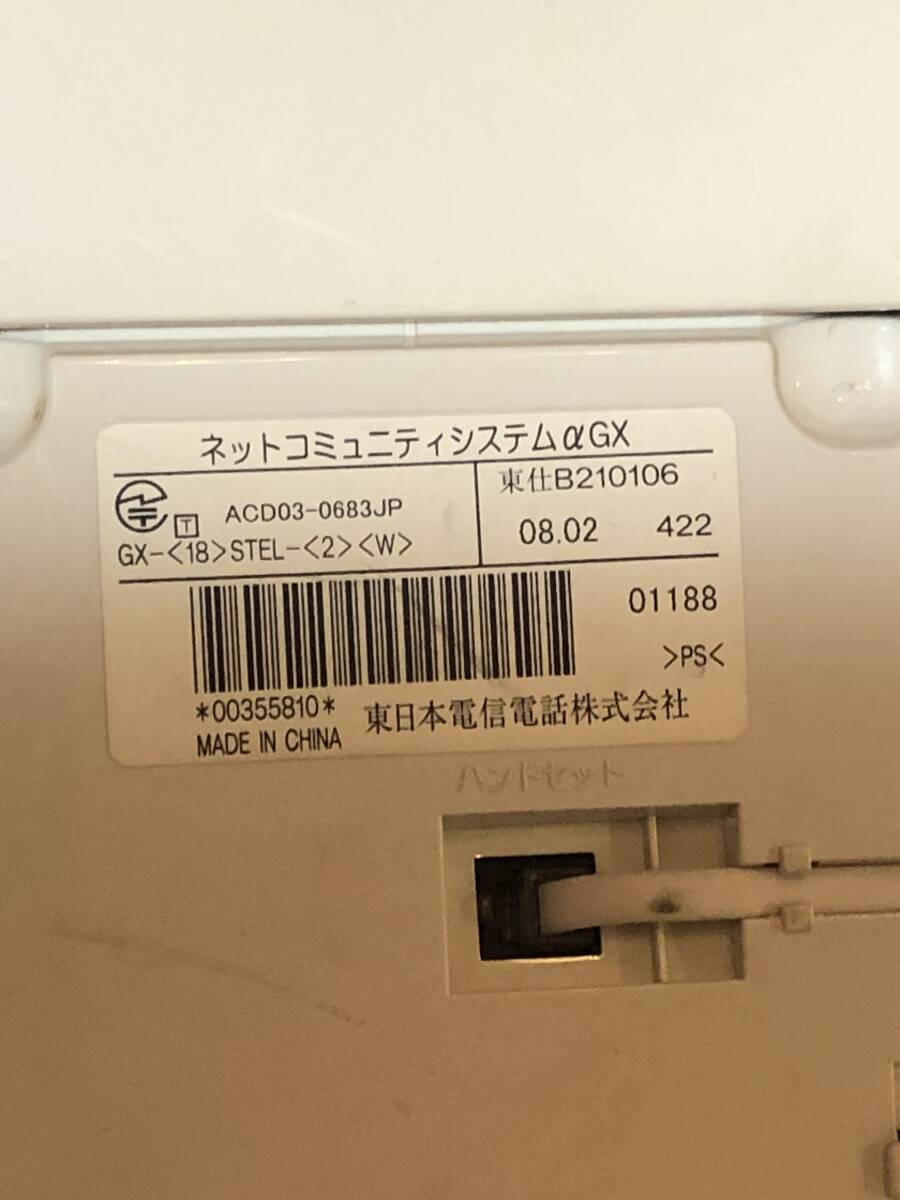 ネットコミュニティシステムαGX
T ACD03-0683JP
GX-<18>STEL-<2><W>
東仕B210106
08.02 422
01188
>PS<
*00355810*
MADE IN CHINA
東日本電信電話株式会社
ハンドセット